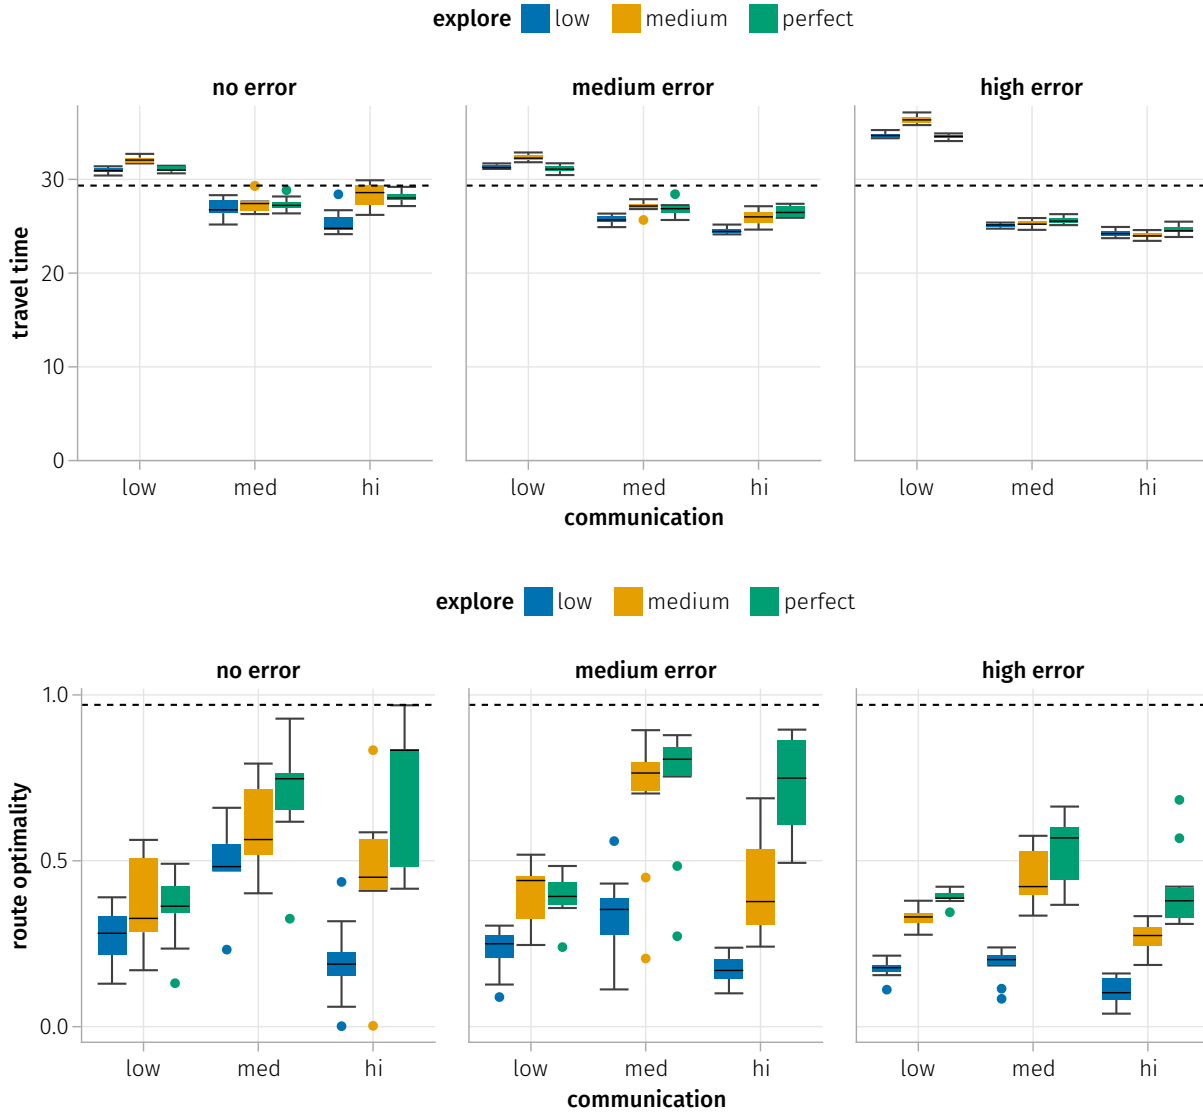 explore low medium perfect
no error medium error high error
travel time
30
20
10
0
low med hi low med hi low med hi
communication
explore low medium perfect
no error medium error high error
route optimality
1.0
0.5
0.0
low med hi low med hi low med hi
communication